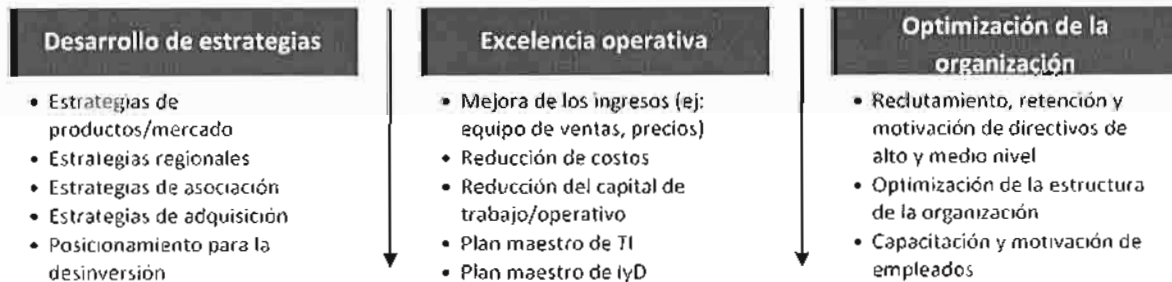 Desarrollo de estrategias
• Estrategias de
productos/mercado
• Estrategias regionales
• Estrategias de asociación
• Estrategias de adquisición
• Posicionamiento para la
desinversión
Excelencia operativa
• Mejora de los ingresos (ej:
equipo de ventas, precios)
• Reducción de costos
• Reducción del capital de
trabajo/operativo
• Plan maestro de TI
• Plan maestro de IyD
Optimización de la
organización
• Reclutamiento, retención y
motivación de directivos de
alto y medio nivel
• Optimización de la estructura
de la organización
• Capacitación y motivación de
empleados